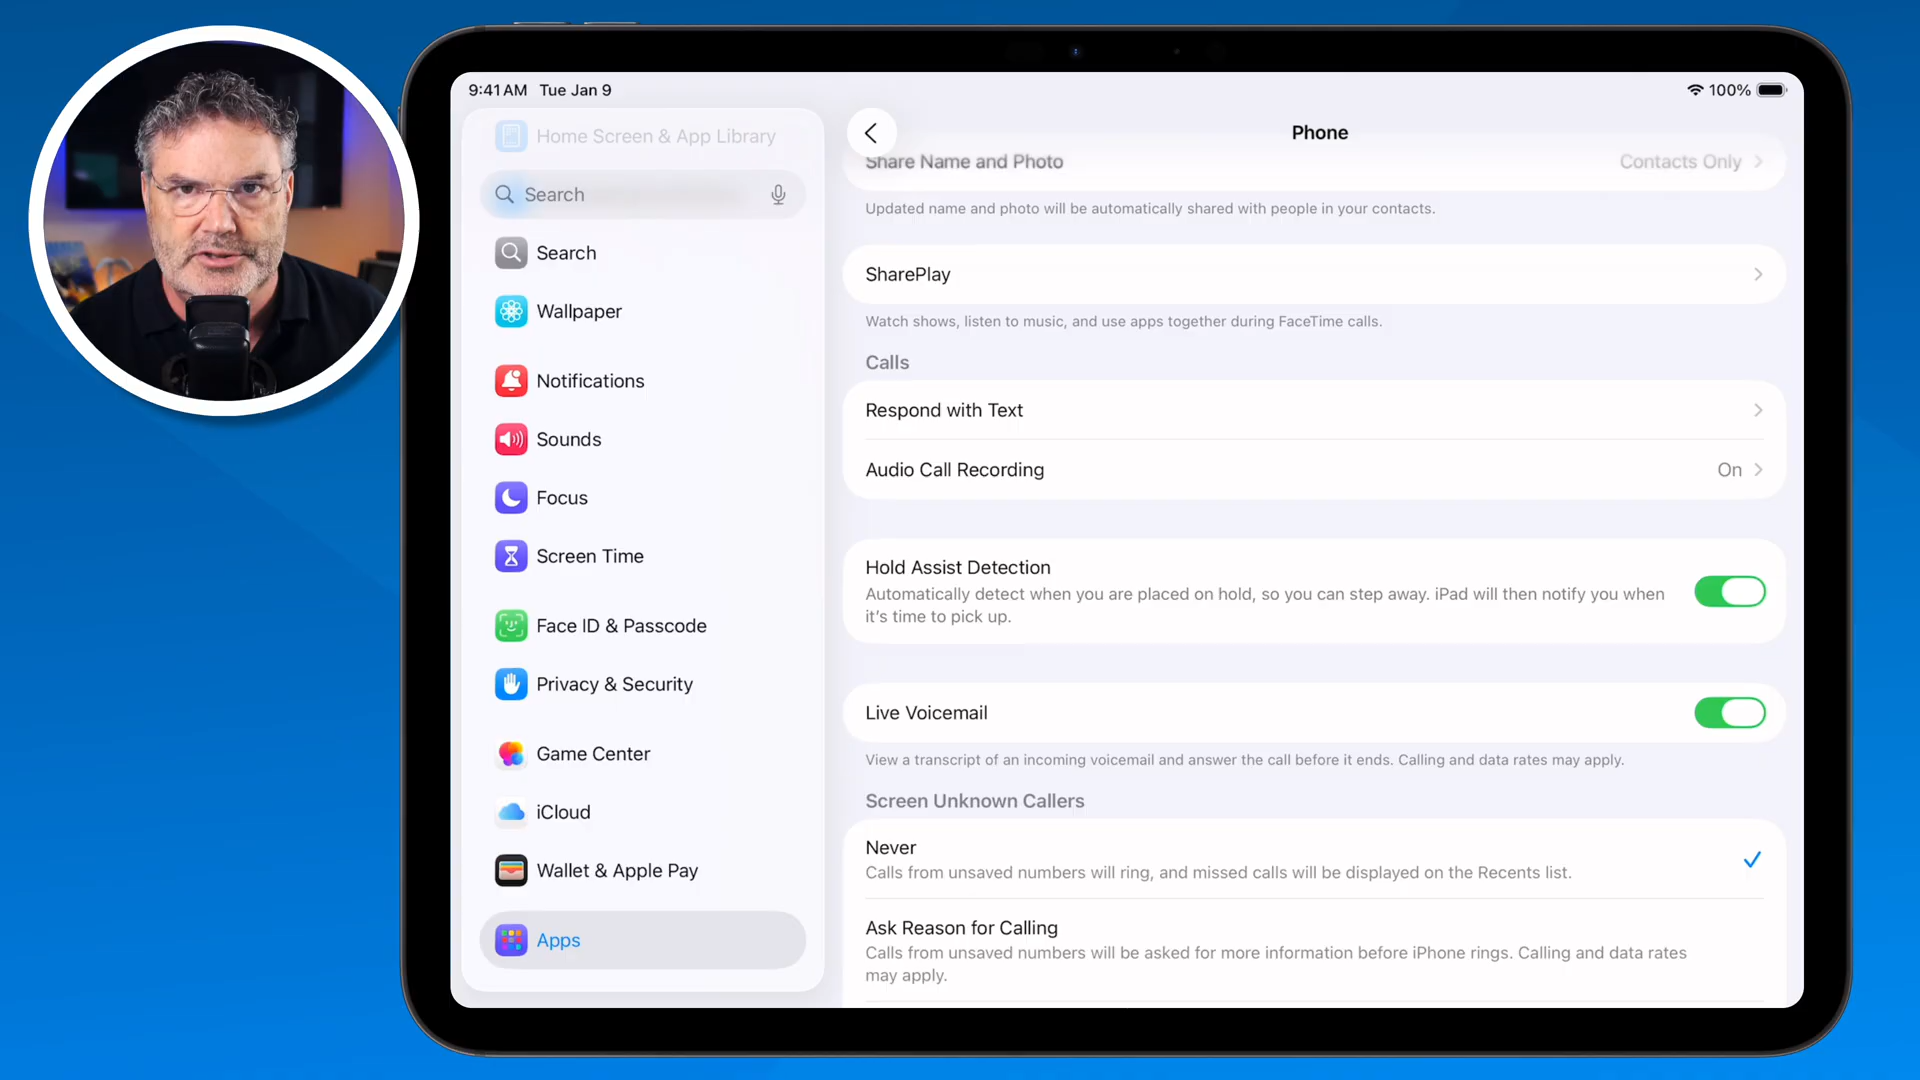 9:41 AM Tue Jan 9
100%
Home Screen & App Library
Search
Search
Wallpaper
Notifications
Sounds
Focus
Screen Time
Face ID & Passcode
Privacy & Security
Game Center
iCloud
Wallet & Apple Pay
Apps
Phone
Share Name and Photo Contacts Only
Updated name and photo will be automatically shared with people in your contacts.
SharePlay
Watch shows, listen to music, and use apps together during FaceTime calls.
Calls
Respond with Text
Audio Call Recording On
Hold Assist Detection
Automatically detect when you are placed on hold, so you can step away. iPad will then notify you when
it's time to pick up.
Live Voicemail
View a transcript of an incoming voicemail and answer the call before it ends. Calling and data rates may apply.
Screen Unknown Callers
Never
Calls from unsaved numbers will ring, and missed calls will be displayed on the Recents list.
Ask Reason for Calling
Calls from unsaved numbers will be asked for more information before iPhone rings. Calling and data rates
may apply.